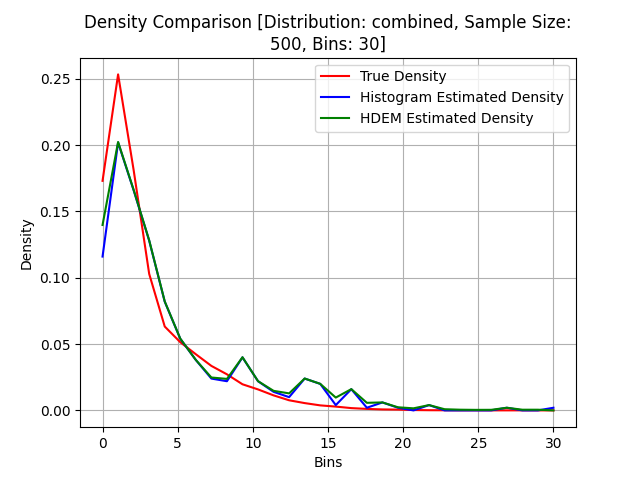 Density Comparison [Distribution: combined, Sample Size:
500, Bins: 30]
True Density
Histogram Estimated Density
HDEM Estimated Density
Density
0.25
0.20
0.15
0.10
0.05
0.00
0 5 10 15 20 25 30
Bins